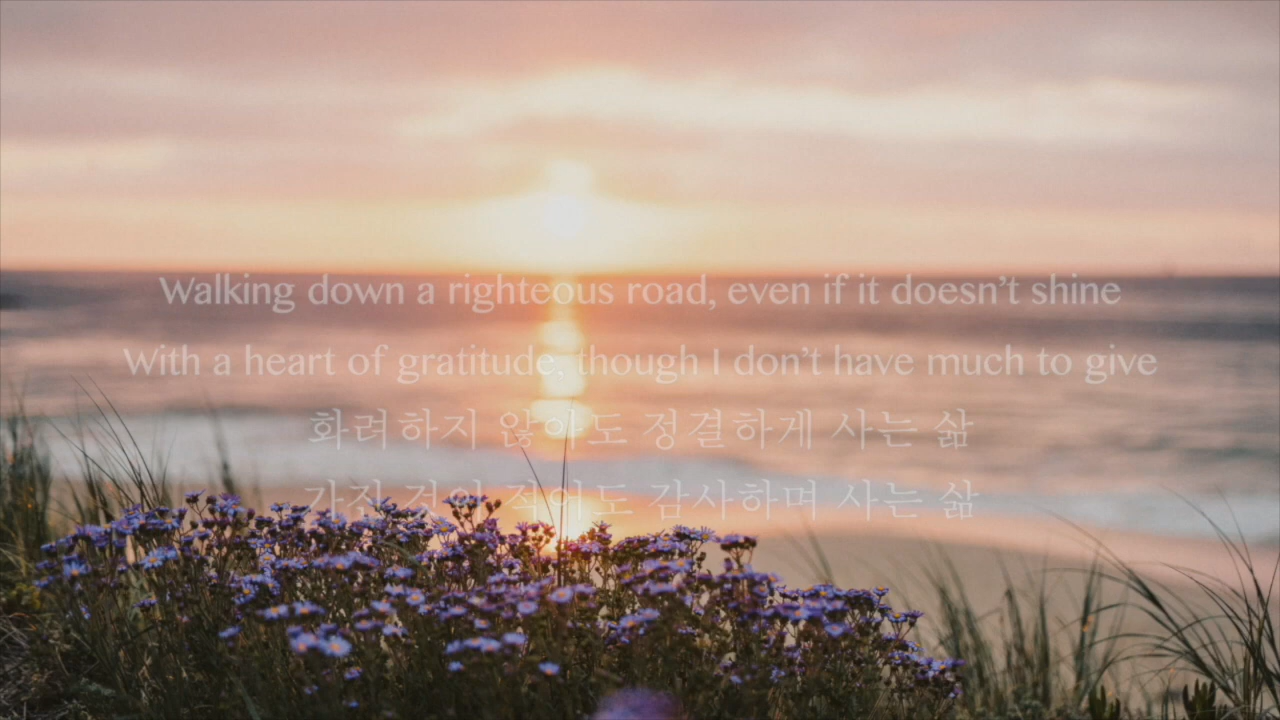 Walking down a righteous road, even if it doesn’t shine
With a heart of gratitude, though I don’t have much to give
화려하지 않아도 정결하게 사는 삶
가진 것이 적어도 감사하며 사는 삶